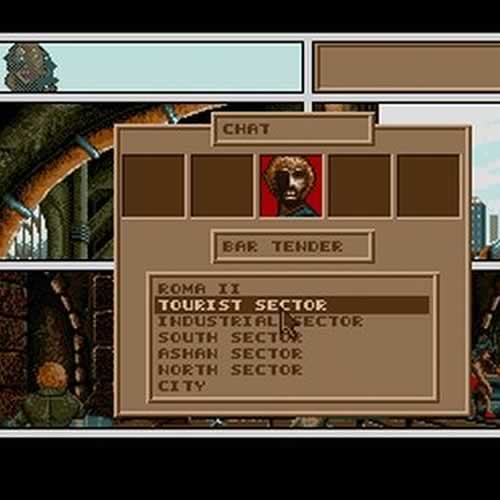 CHAT
BAR TENDER
ROMA II
TOURIST SECTOR
INDUSTRIAL SECTOR
SOUTH SECTOR
ASHAN SECTOR
NORTH SECTOR
CITY